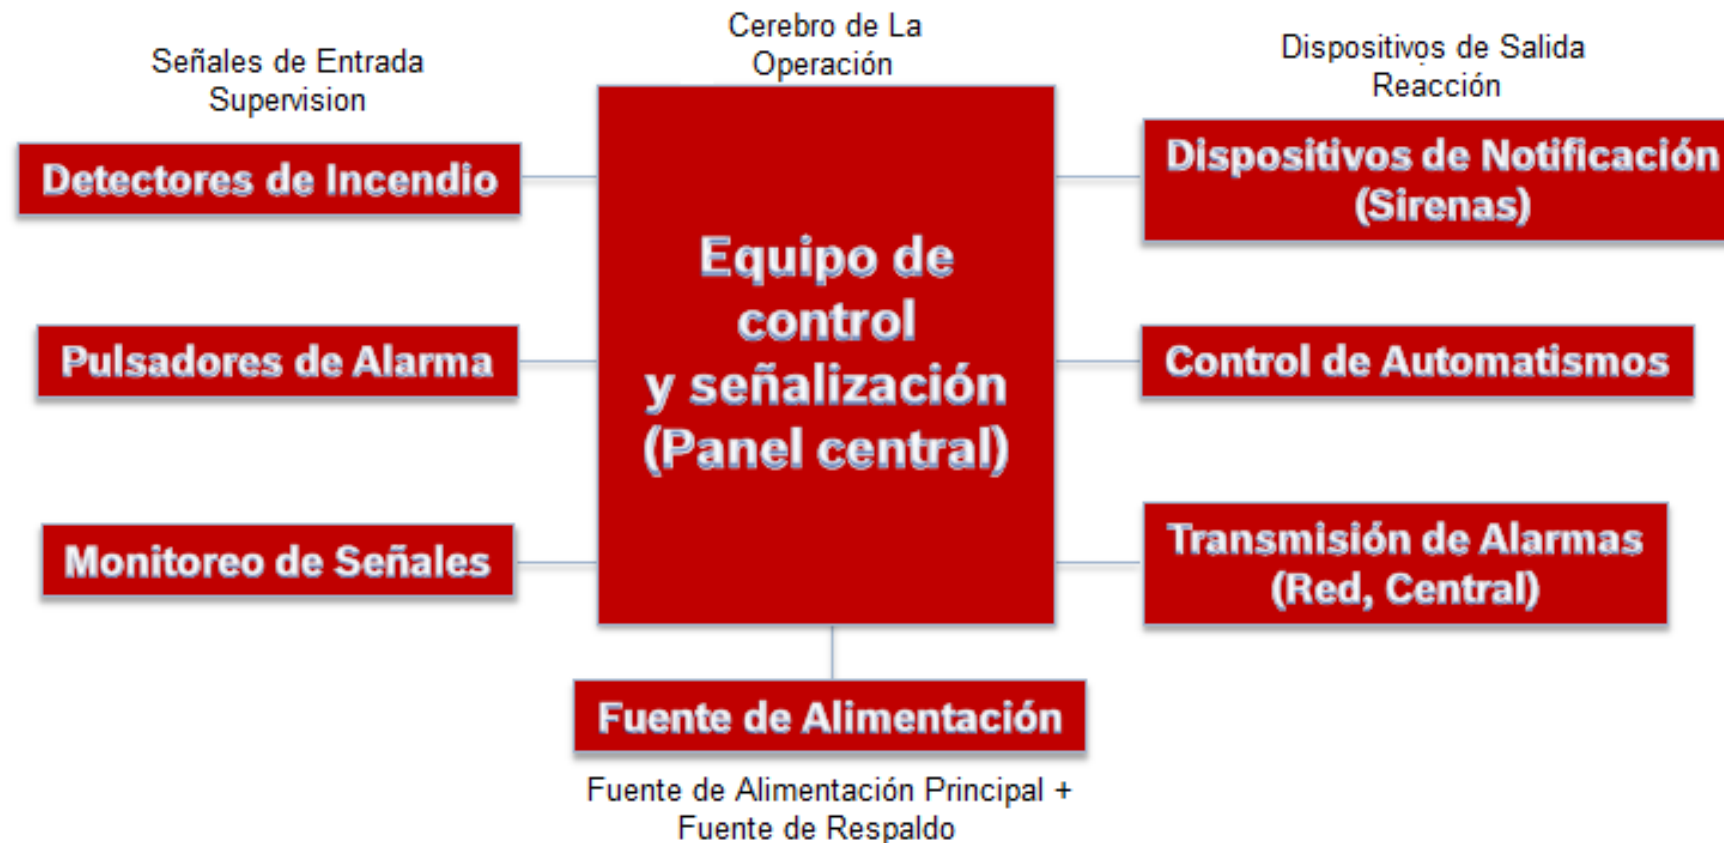 Señales de Entrada
Supervision
Detectores de Incendio
Pulsadores de Alarma
Monitoreo de Señales
Cerebro de La
Operación
Equipo de
control
y señalización
(Panel central)
Fuente de Alimentación
Fuente de Alimentación Principal +
Fuente de Respaldo
Dispositivos de Salida
Reacción
Dispositivos de Notificación
(Sirenas)
Control de Automatismos
Transmisión de Alarmas
(Red, Central)